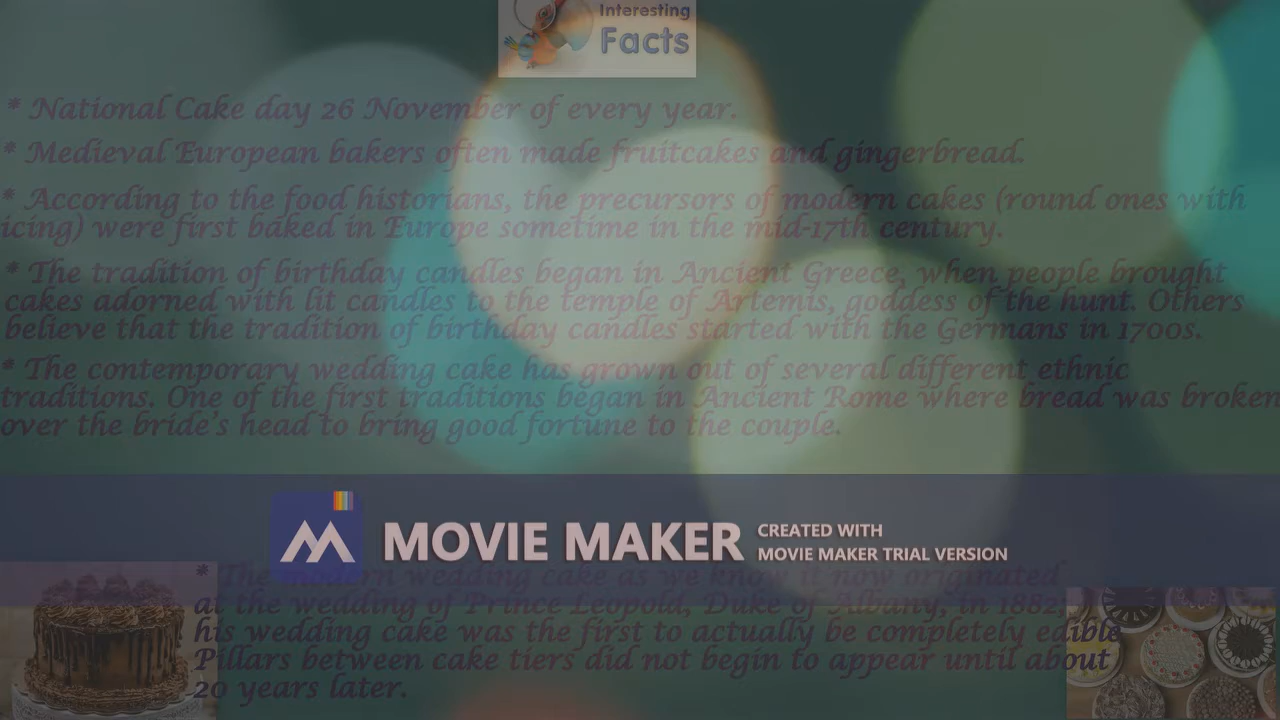 Interesting
Facts
* National Cake day 26 November of every year.
* Medieval European bakers often made fruitcakes and gingerbread.
* According to the food historians, the precursors of modern cakes (round ones with
icing) were first baked in Europe sometime in the mid-17th century.
* The tradition of birthday candles began in Ancient Greece, when people brought
cakes adorned with lit candles to the temple of Artemis, goddess of the hunt. Others
believe that the tradition of birthday candles started with the Germans in 1700s.
* The contemporary wedding cake has grown out of several different ethnic
traditions. One of the first traditions began in Ancient Rome where bread was broken
over the bride's head to bring good fortune to the couple.
MOVIE MAKER
CREATED WITH
MOVIE MAKER TRIAL VERSION
* The modern wedding cake as we know it now originated
at the wedding of Prince Leopold, Duke of Albany, in 1882,
his wedding cake was the first to actually be completely edible
Pillars between cake tiers did not begin to appear until about
20 years later.